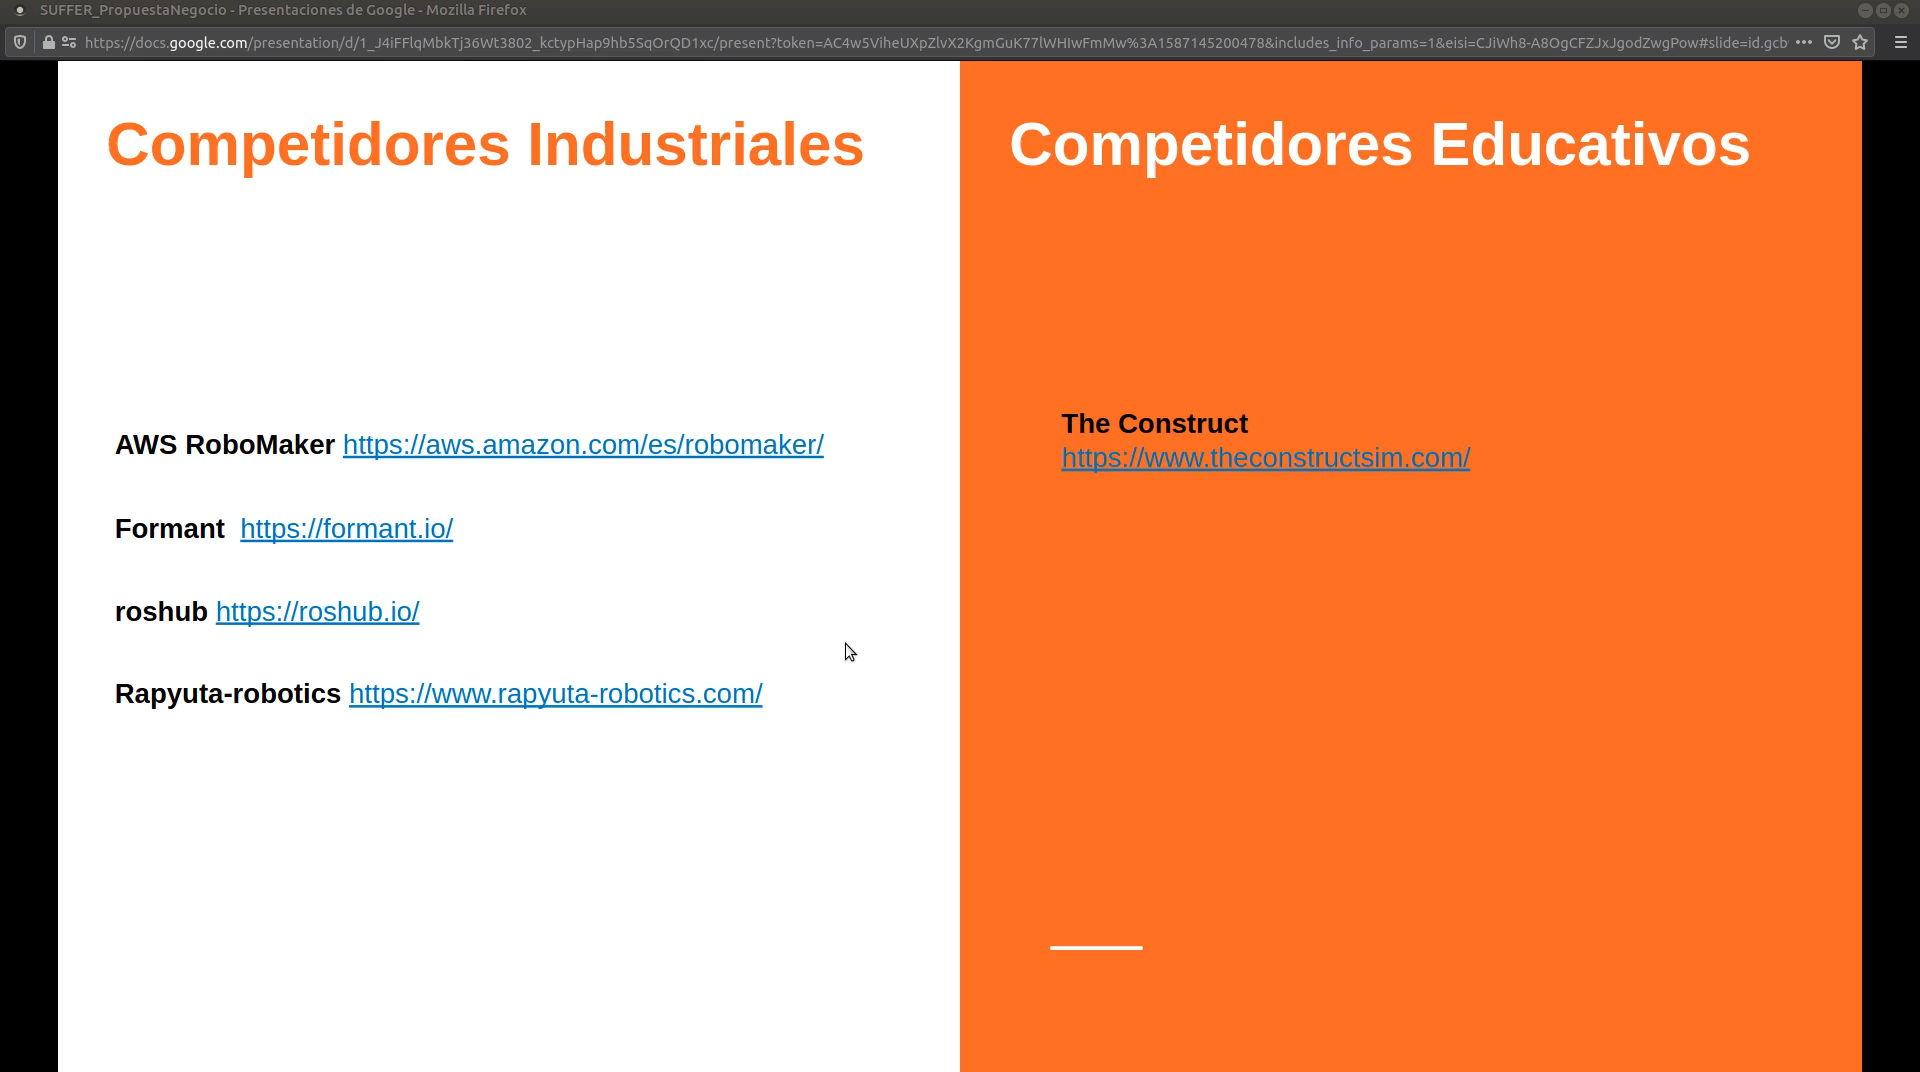 SUFFER_PropuestaNegocio - Presentaciones de Google - Mozilla Firefox
https://docs.google.com/presentation/d/1_J4iFFlqMbkTj36Wt3802_kctypHap9hb5SqOrQD1xc/present?token=AC4w5ViheUXpZlvX2KgmGuK77lWHIwFmMw%3A1587145200478&includes_info_params=1&eisi=CJiWh8-A8OgCFZJxJgodZwgPow#slide=id.gcb
Competidores Industriales
AWS RoboMaker https://aws.amazon.com/es/robomaker/
Formant https://formant.io/
roshub https://roshub.io/
Rapyuta-robotics https://www.rapyuta-robotics.com/
Competidores Educativos
The Construct
https://www.theconstructsim.com/